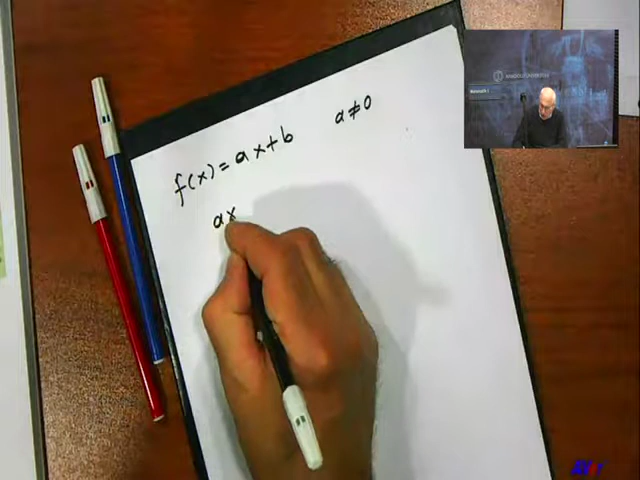 f(x) = ax + b a ≠ 0
ax